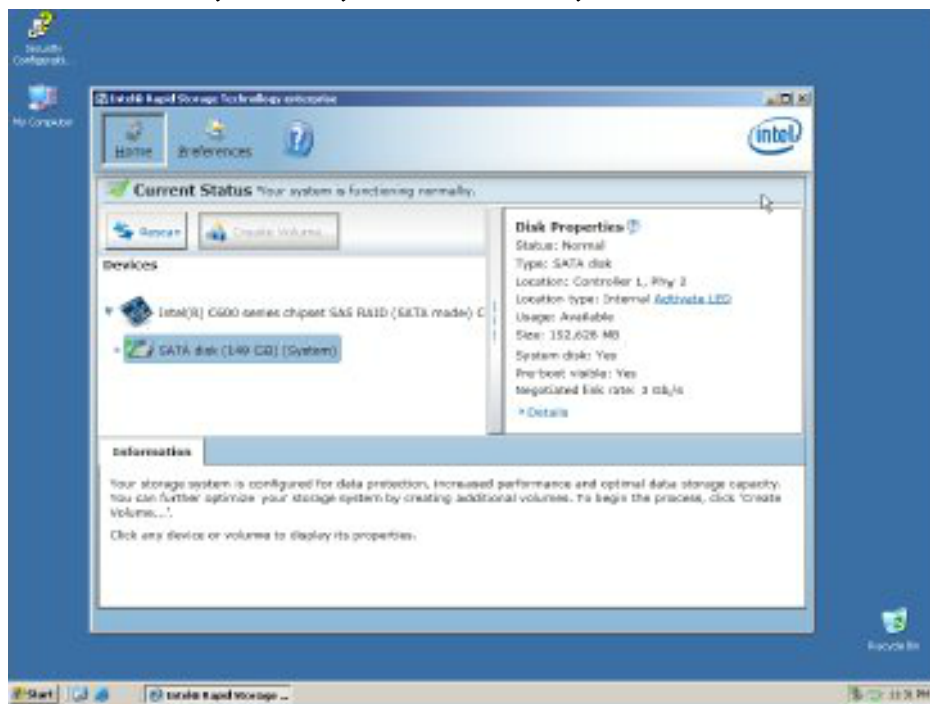 Security
Configurati...
My Computer
Intel® Rapid Storage Technology enterprise
Home
Preferences
intel
Current Status Your system is functioning normally.
Rescan
Create Volume...
Devices
Intel(R) C600 series chipset SAS RAID (SATA mode) C
SATA disk (149 GB) (System)
Disk Properties
Status: Normal
Type: SATA disk
Location: Controller 1, Phy 2
Location type: Internal Activate LED
Usage: Available
Size: 152,626 MB
System disk: Yes
Pre-boot visible: Yes
Negotiated link rate: 3 Gb/s
Details
Information
Your storage system is configured for data protection, increased performance and optimal data storage capacity.
You can further optimize your storage system by creating additional volumes. To begin the process, click 'Create
Volume...'.
Click any device or volume to display its properties.
Recycle Bin
Start
Intel® Rapid Storage ...